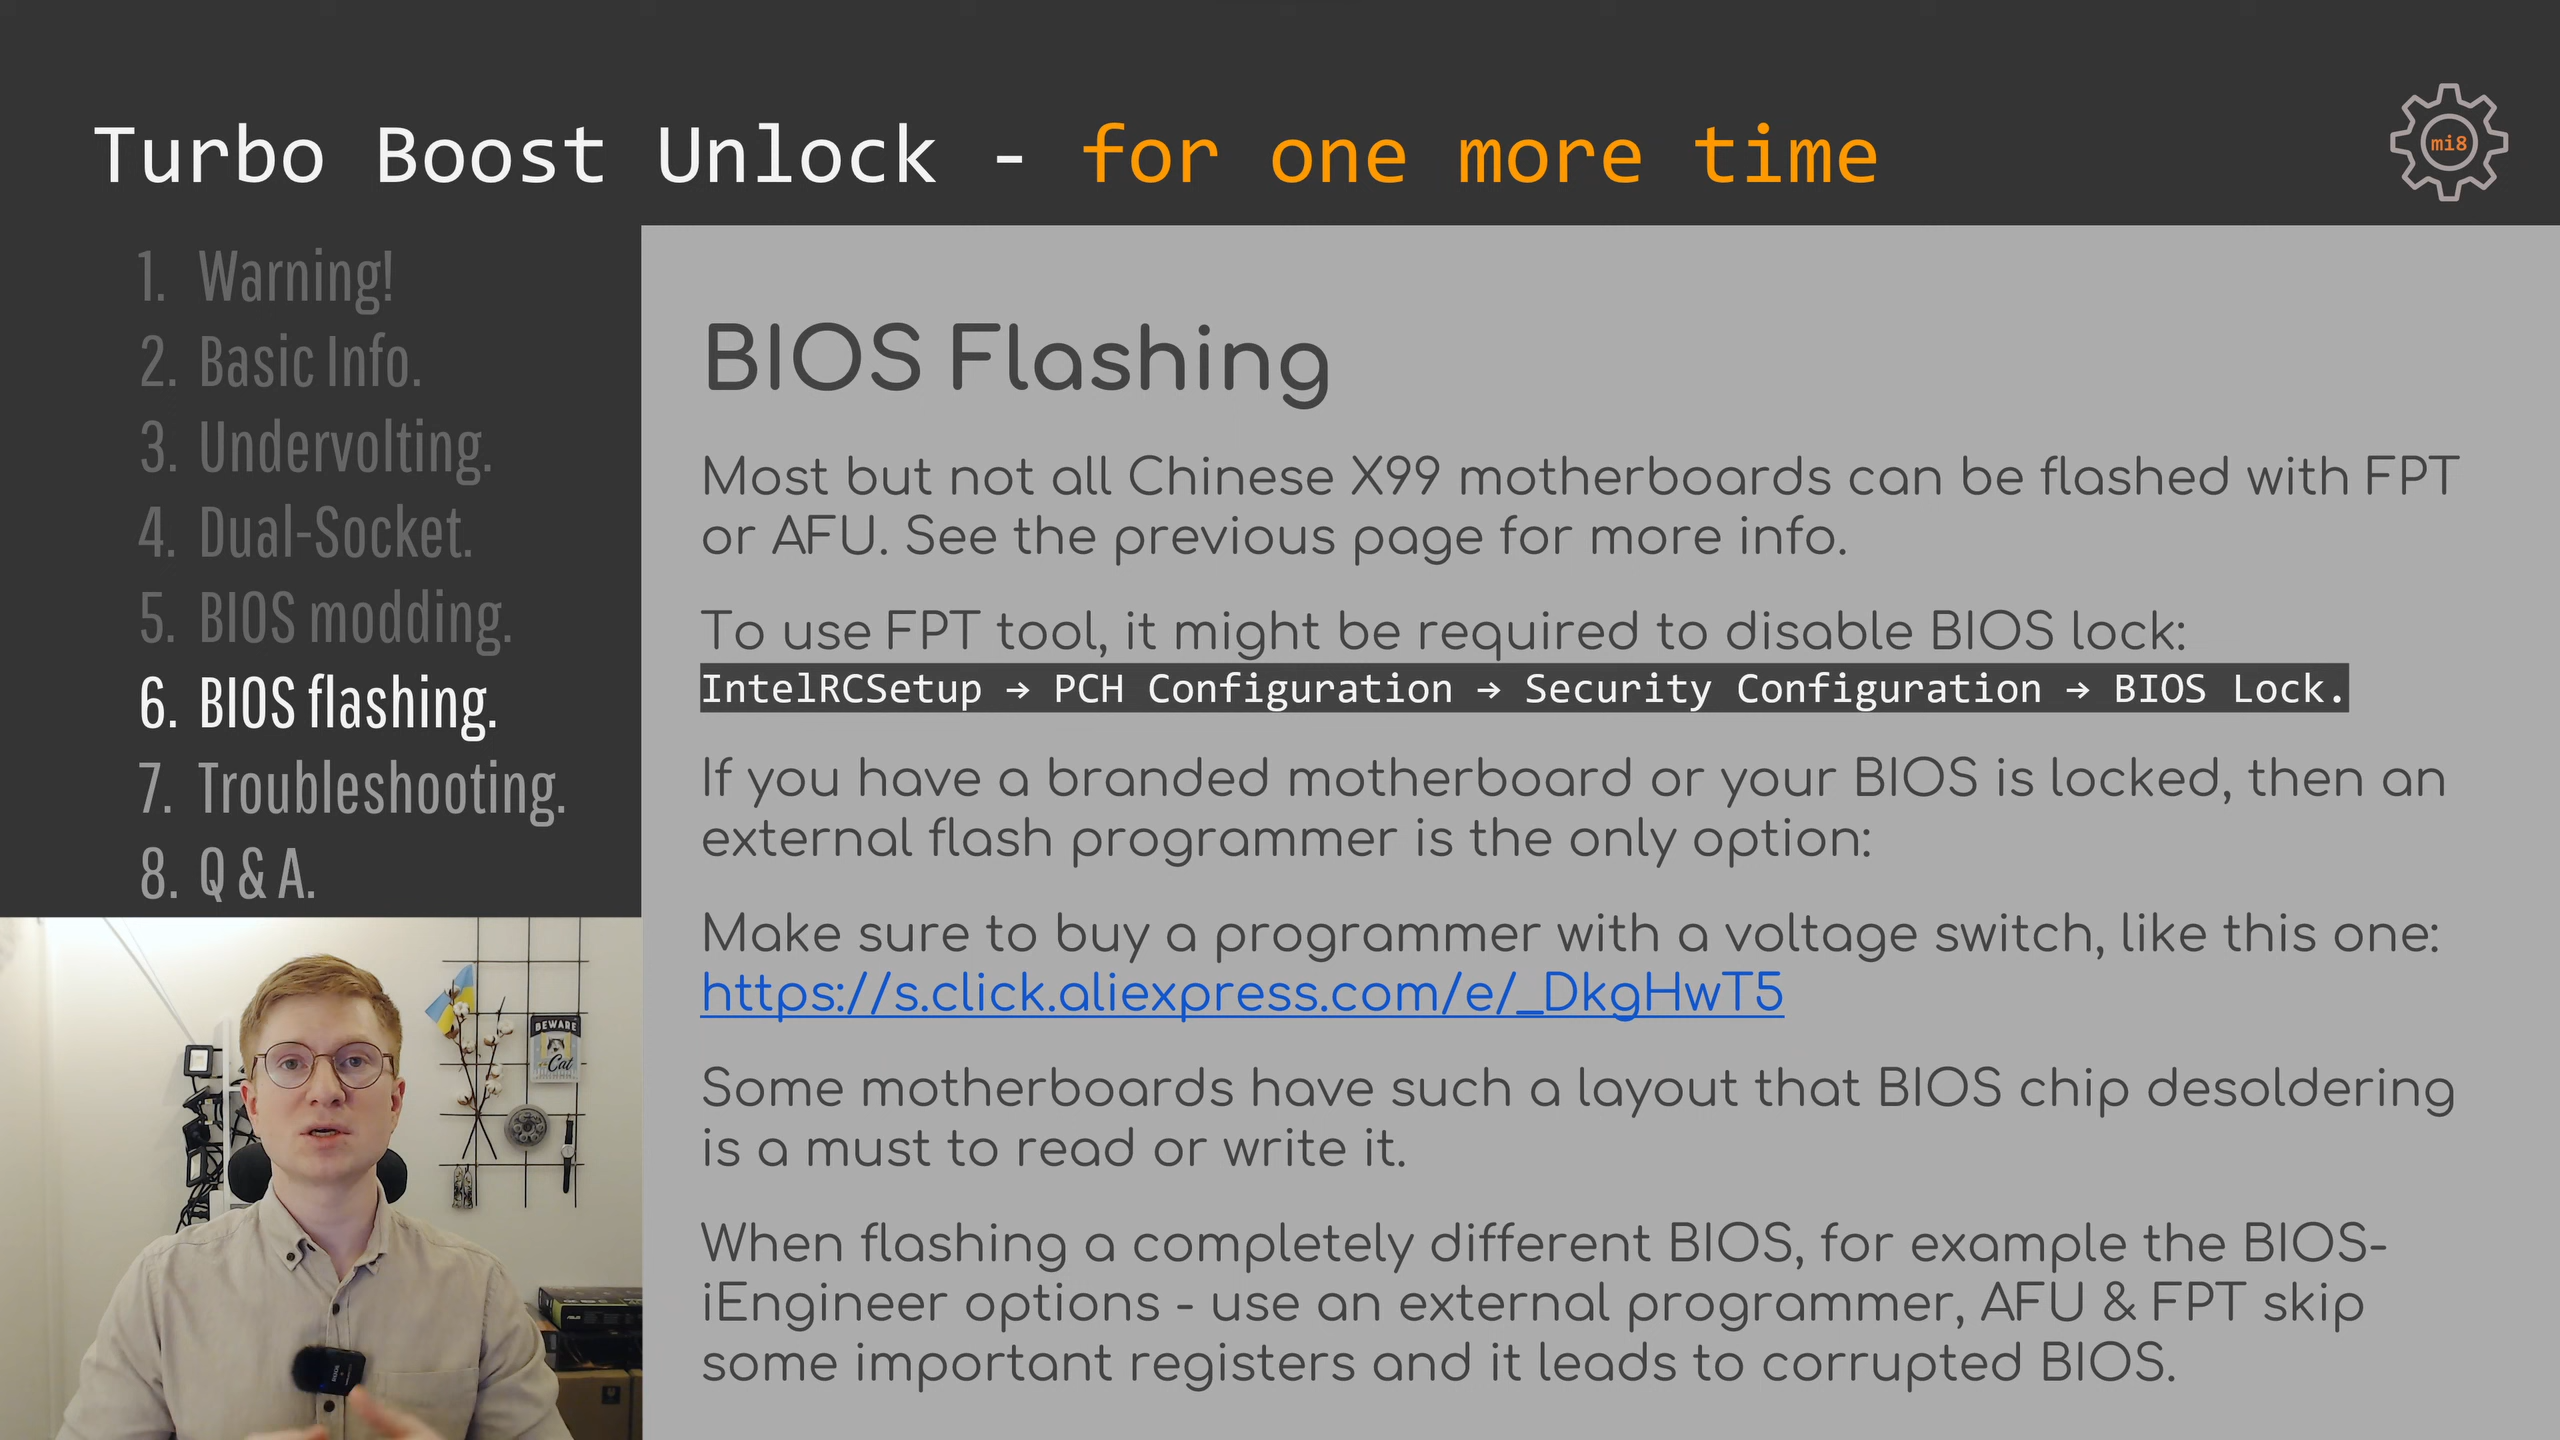 Turbo Boost Unlock - for one more time
mi8
1. Warning!
2. Basic Info.
3. Undervolting.
4. Dual-Socket.
5. BIOS modding.
6. BIOS flashing.
7. Troubleshooting.
8. Q & A.
BIOS Flashing
Most but not all Chinese X99 motherboards can be flashed with FPT
or AFU. See the previous page for more info.
To use FPT tool, it might be required to disable BIOS lock:
IntelRCSetup → PCH Configuration → Security Configuration → BIOS Lock.
If you have a branded motherboard or your BIOS is locked, then an
external flash programmer is the only option:
Make sure to buy a programmer with a voltage switch, like this one:
https://s.click.aliexpress.com/e/_DkgHwT5
Some motherboards have such a layout that BIOS chip desoldering
is a must to read or write it.
When flashing a completely different BIOS, for example the BIOS-
iEngineer options - use an external programmer, AFU & FPT skip
some important registers and it leads to corrupted BIOS.
BEWARE
Cat